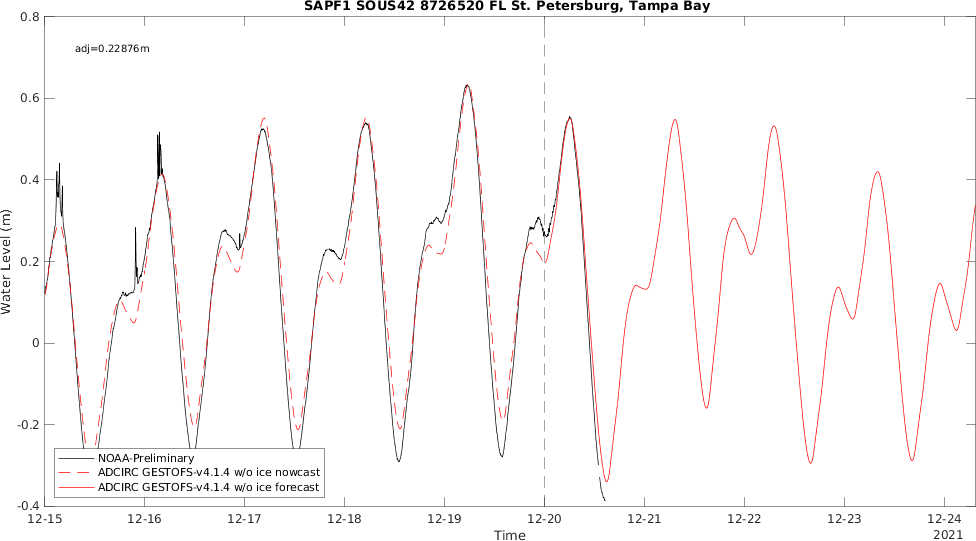 SAPF1 SOUS42 8726520 FL St. Petersburg, Tampa Bay
adj=0.22876m
Water Level (m)
0.8
0.6
0.4
0.2
0
-0.2
-0.4
NOAA-Preliminary
ADCIRC GESTOFS-v4.1.4 w/o ice nowcast
ADCIRC GESTOFS-v4.1.4 w/o ice forecast
12-15 12-16 12-17 12-18 12-19 12-20 12-21 12-22 12-23 12-24
Time
2021